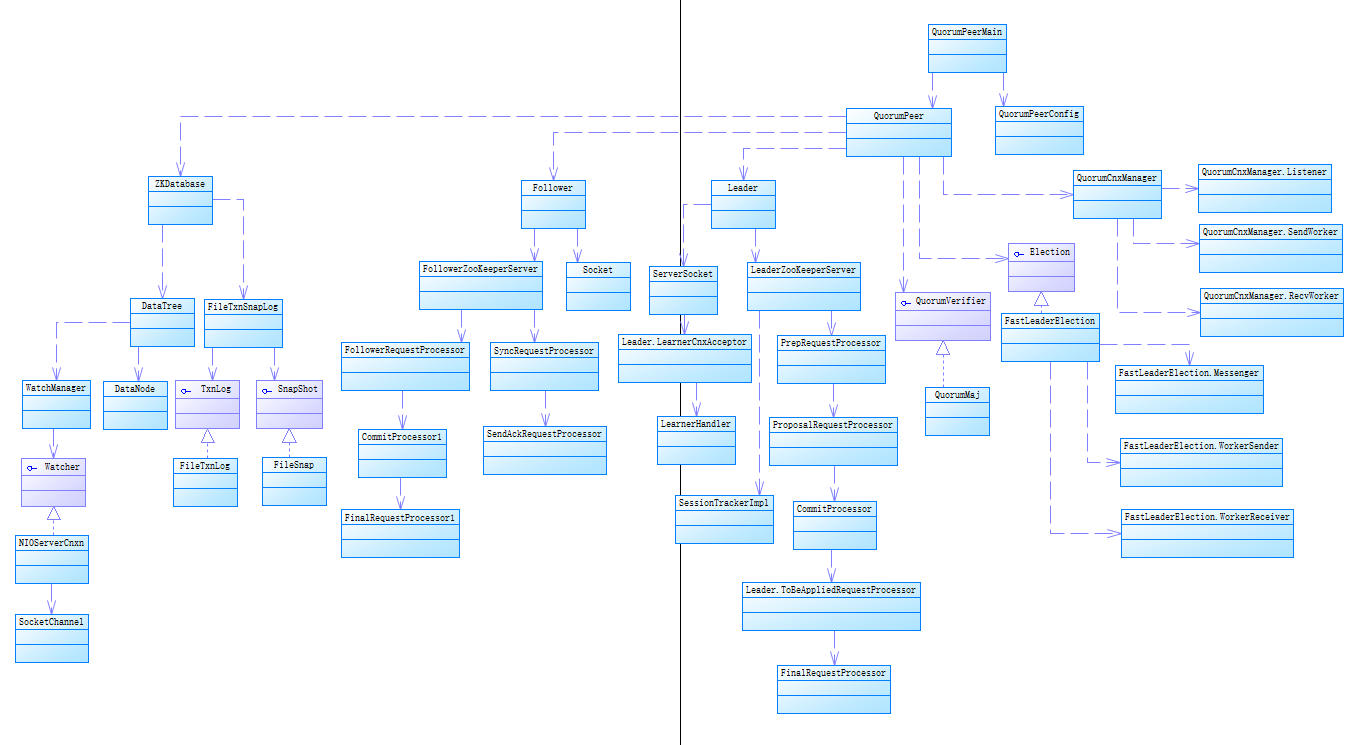 QuorumPeerMain
QuorumPeer
QuorumPeerConfig
ZKDatabase
Follower
Leader
QuorumCnxManager
QuorumCnxManager.Listener
QuorumCnxManager.SendWorker
QuorumCnxManager.RecvWorker
Election
FollowerZooKeeperServer
Socket
ServerSocket
LeaderZooKeeperServer
QuorumVerifier
DataTree
FileTxnSnapLog
FastLeaderElection
FollowerRequestProcessor
SyncRequestProcessor
Leader.LearnerCnxAcceptor
PrepRequestProcessor
FastLeaderElection.Messenger
WatchManager
DataNode
TxnLog
SnapShot
QuorumMaj
CommitProcessor1
SendAckRequestProcessor
LearnerHandler
ProposalRequestProcessor
FastLeaderElection.WorkerSender
Watcher
FileTxnLog
FileSnap
FinalRequestProcessor1
SessionTrackerImpl
CommitProcessor
FastLeaderElection.WorkerReceiver
NIOServerCnxn
Leader.ToBeAppliedRequestProcessor
SocketChannel
FinalRequestProcessor